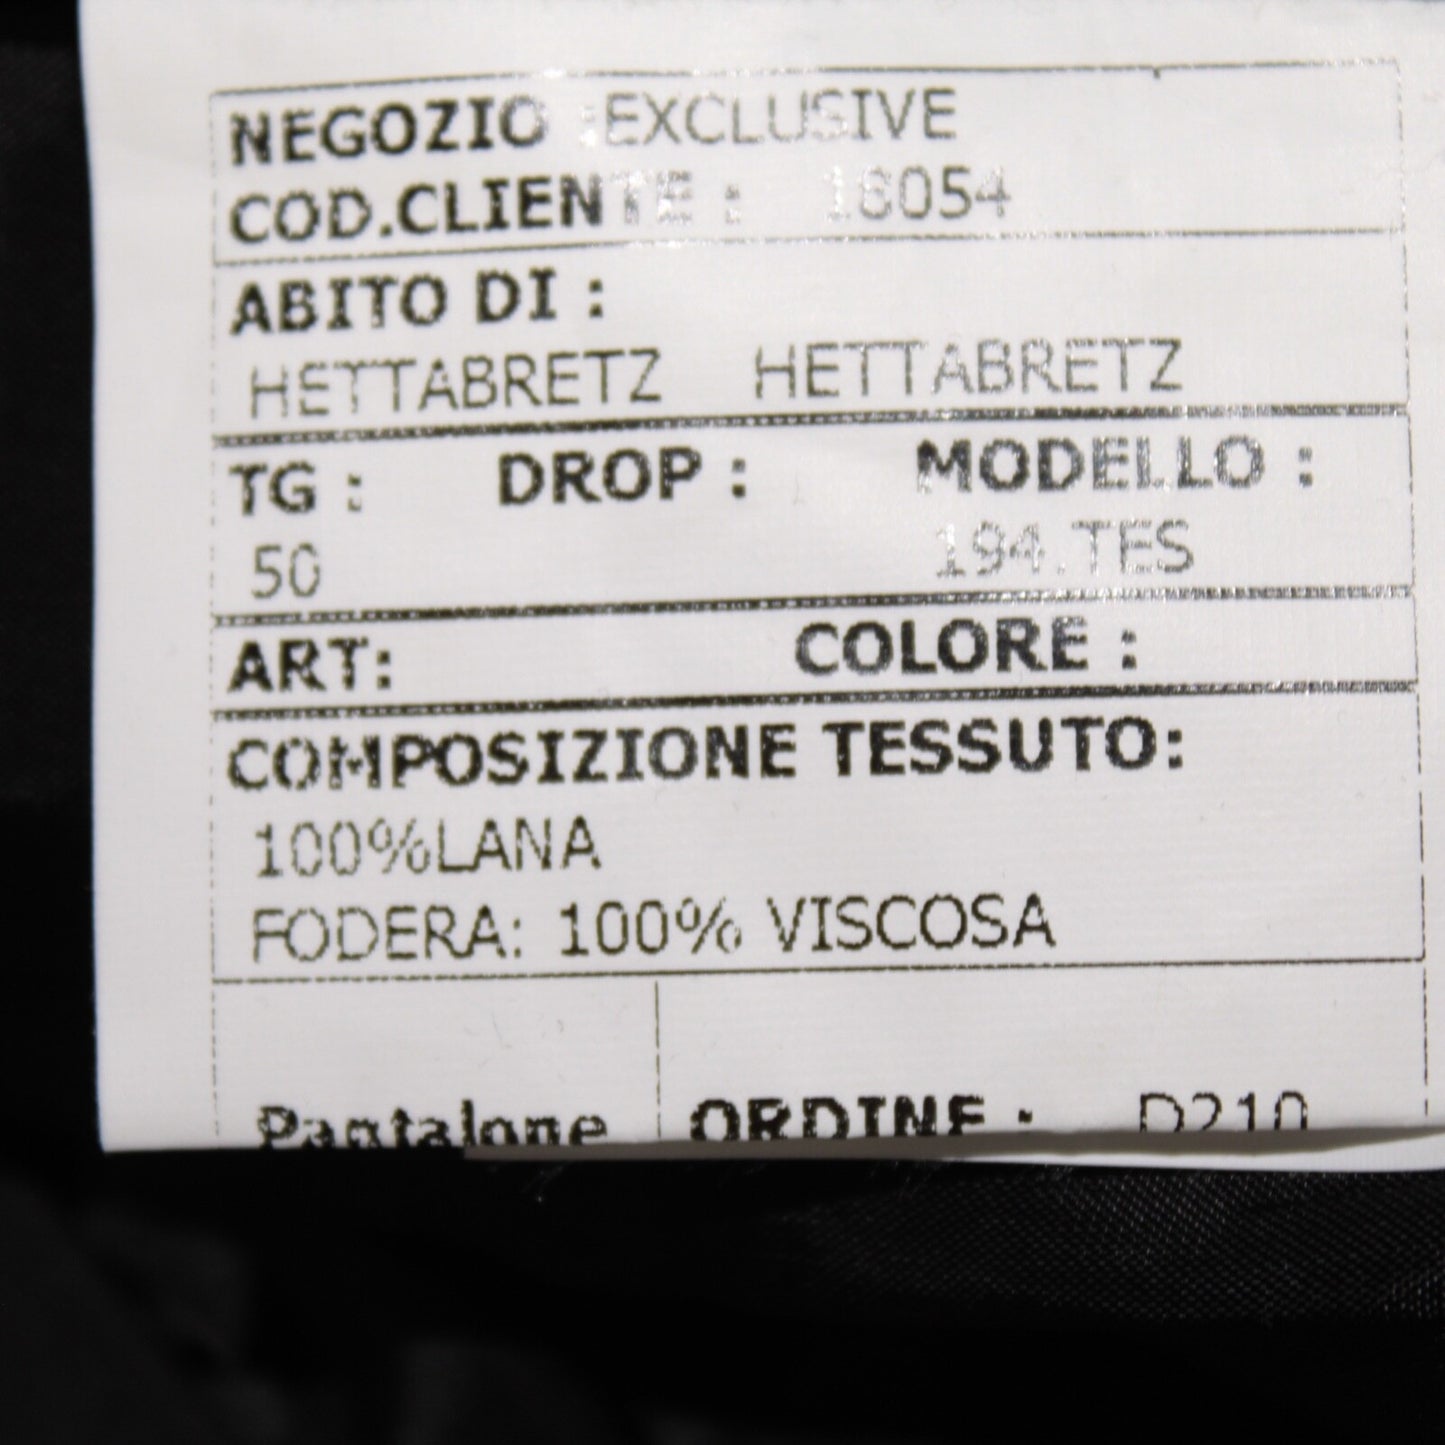 NEGOZIO :EXCLUSIVE
COD.CLIENTE : 18054
ABITO DI :
HETTABRETZ HETTABRETZ
TG : DROP : MODELLO :
50 194.TES
ART: COLORE :
COMPOSIZIONE TESSUTO:
100%LANA
FODERA: 100% VISCOSA
Pantalone ORDINE : D210